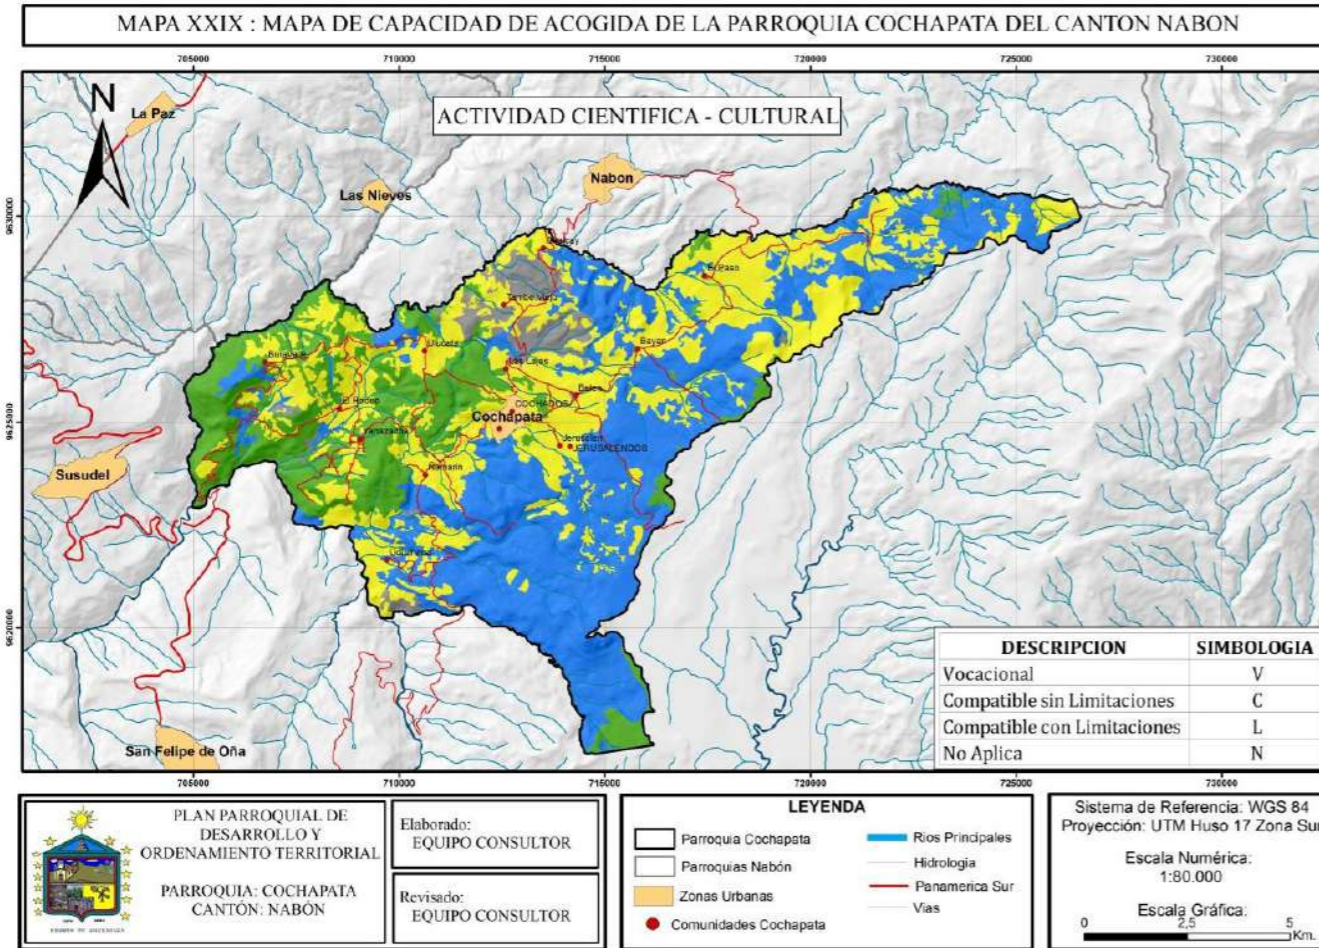 MAPA XXIX : MAPA DE CAPACIDAD DE ACOGIDA DE LA PARROQUIA COCHAPATA DEL CANTON NABON
705000
710000
715000
720000
725000
730000
N
ACTIVIDAD CIENTIFICA - CULTURAL
La Paz
Las Nieves
Nabon
9630000
El Paso
Bayan
COCHADOS
Cochapata
9625000
Jerusalen
JERUSALENDOS
Susudel
9620000
San Felipe de Oña
DESCRIPCION SIMBOLOGIA
Vocacional V
Compatible sin Limitaciones C
Compatible con Limitaciones L
No Aplica N
705000
710000
715000
720000
725000
730000
PLAN PARROQUIAL DE
DESARROLLO Y
ORDENAMIENTO TERRITORIAL
PARROQUIA: COCHAPATA
CANTÓN: NABÓN
Elaborado:
EQUIPO CONSULTOR
Revisado:
EQUIPO CONSULTOR
LEYENDA
Parroquia Cochapata
Parroquias Nabón
Zonas Urbanas
Comunidades Cochapata
Rios Principales
Hidrologia
Panamerica Sur
Vias
Sistema de Referencia: WGS 84
Proyección: UTM Huso 17 Zona Sur
Escala Numérica:
1:80.000
Escala Gráfica:
0 2,5 5
Km.